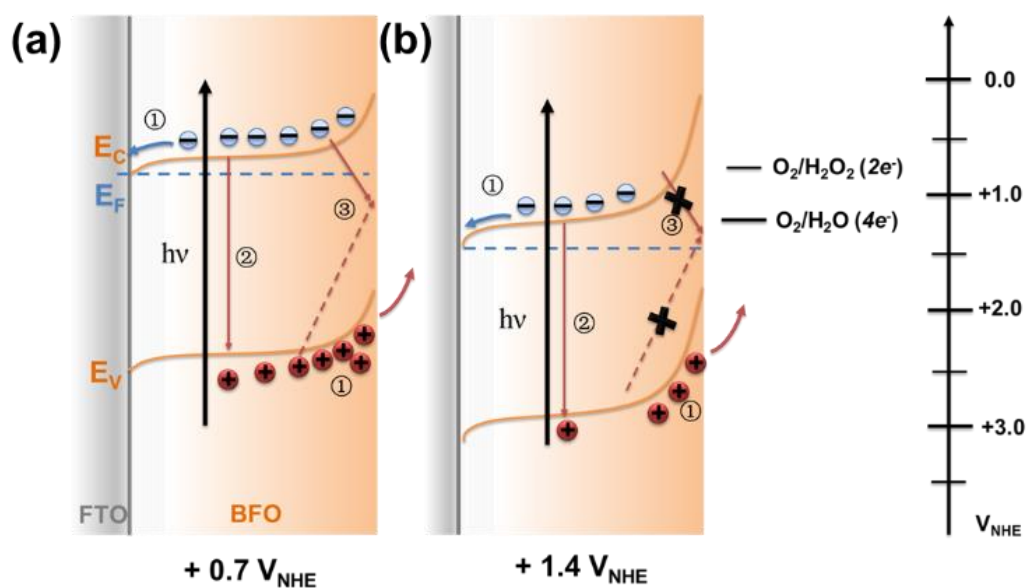 (a)
①
E_C
E_F
hν
②
③
①
E_V
FTO
BFO
+ 0.7 V_NHE
(b)
①
③
hν
②
①
+ 1.4 V_NHE
O₂/H₂O₂ (2e⁻)
O₂/H₂O (4e⁻)
0.0
+1.0
+2.0
+3.0
V_NHE